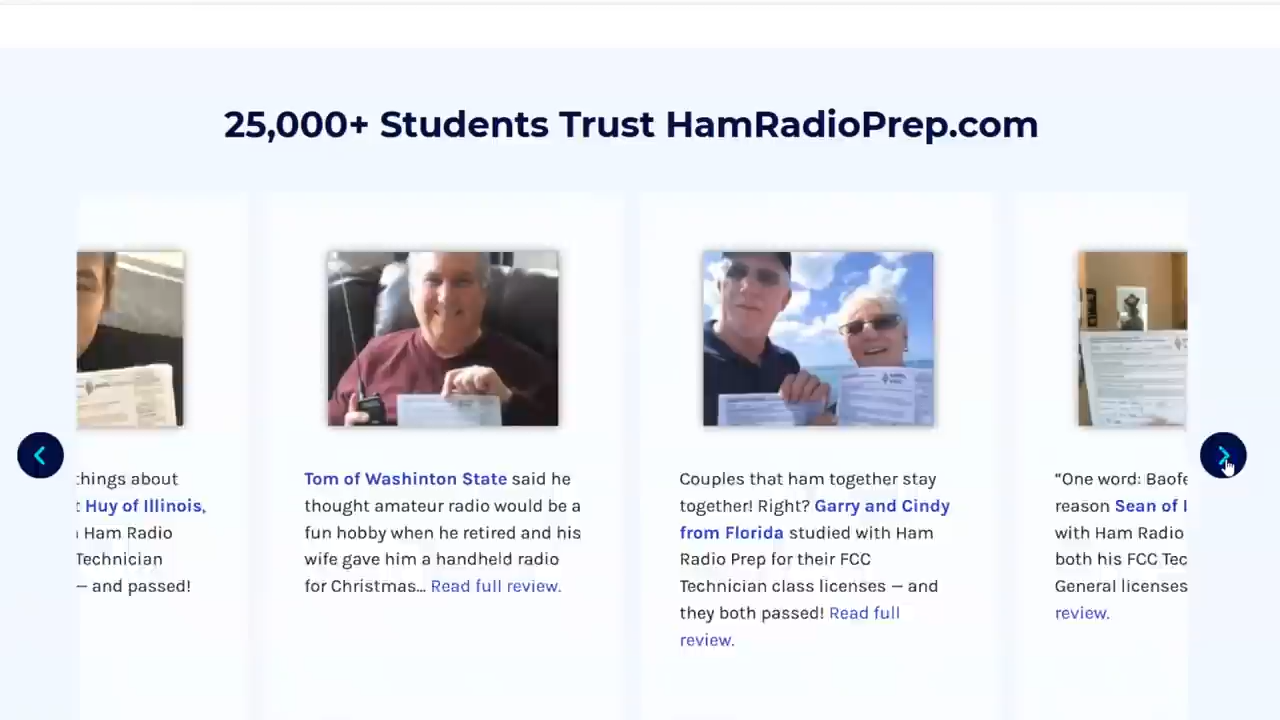 25,000+ Students Trust HamRadioPrep.com
things about
t Huy of Illinois,
Ham Radio
Technician
— and passed!
Tom of Washinton State said he
thought amateur radio would be a
fun hobby when he retired and his
wife gave him a handheld radio
for Christmas... Read full review.
Couples that ham together stay
together! Right? Garry and Cindy
from Florida studied with Ham
Radio Prep for their FCC
Technician class licenses — and
they both passed! Read full
review.
“One word: Baofe
reason Sean of
with Ham Radio
both his FCC Tec
General licenses
review.